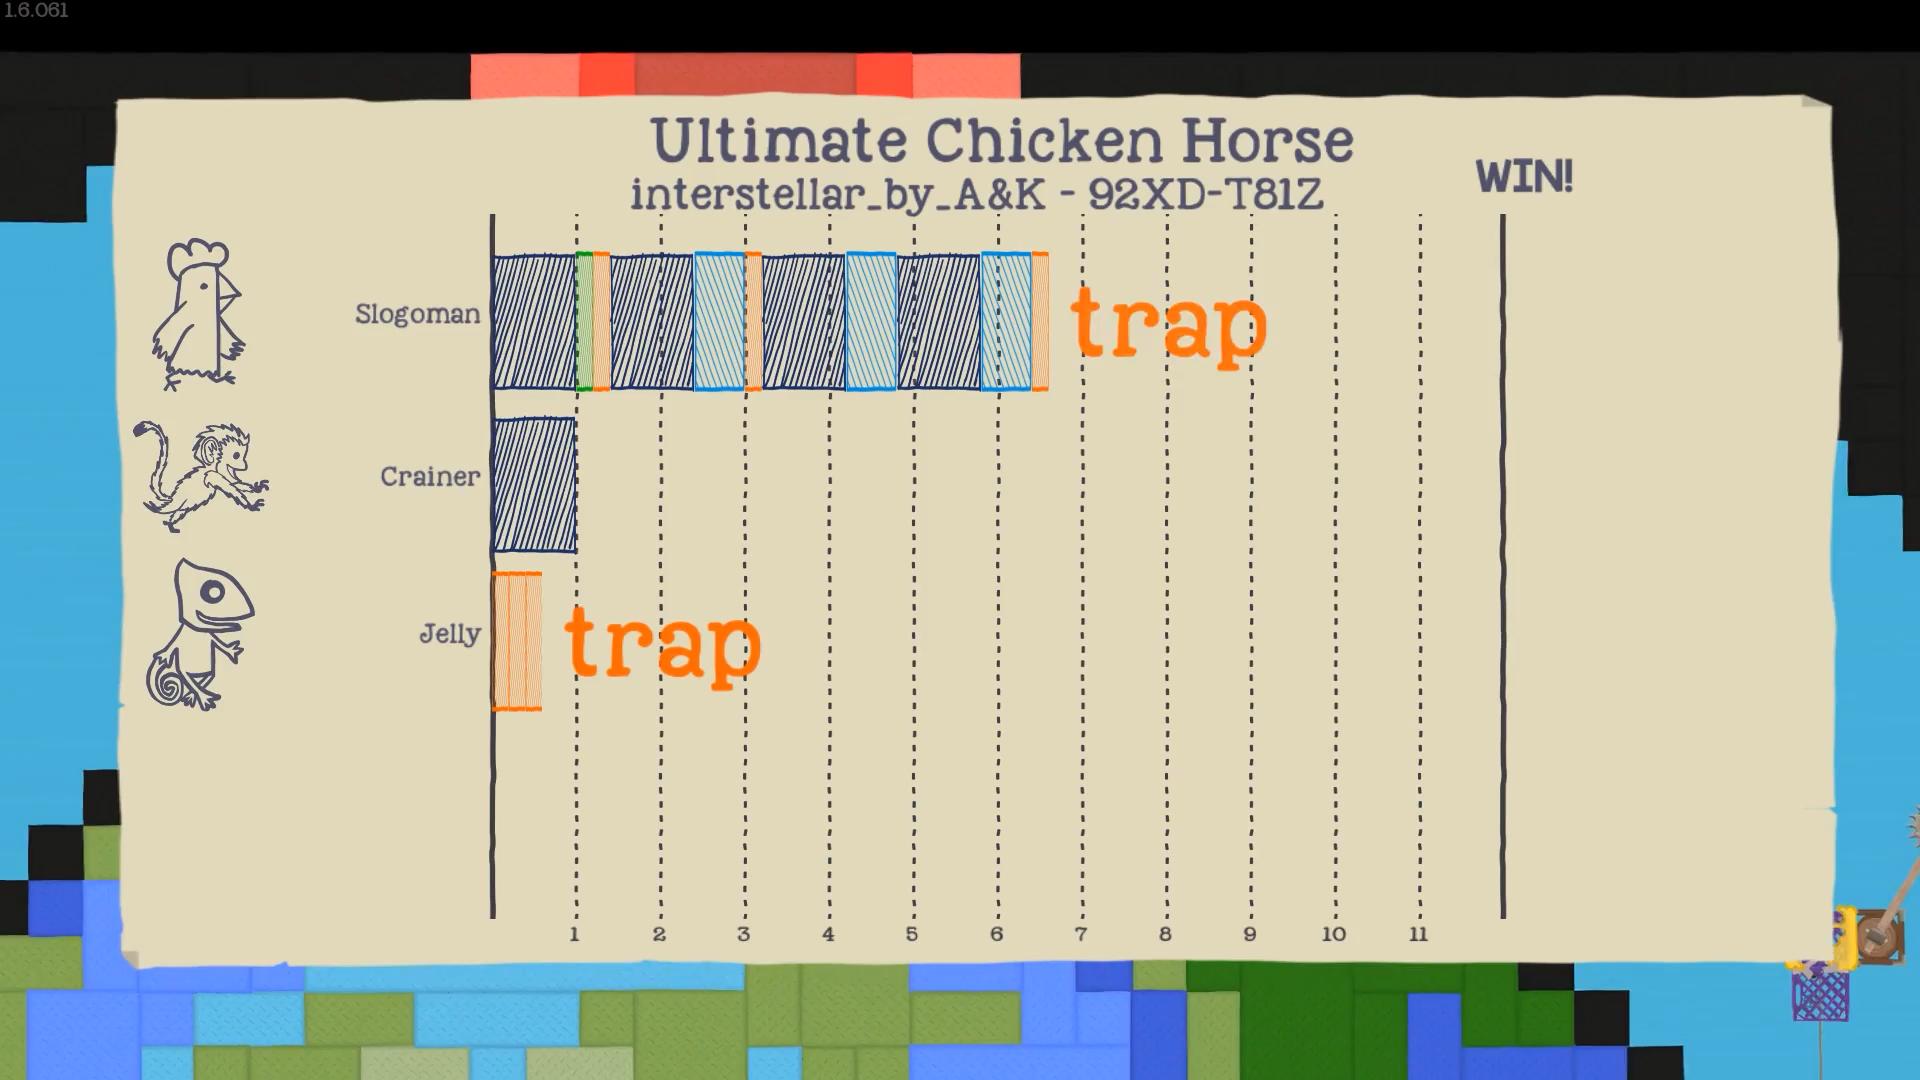 1.6.061
Ultimate Chicken Horse
interstellar_by_A&K - 92XD-T81Z
WIN!
Slogoman
trap
Crainer
Jelly
trap
1 2 3 4 5 6 7 8 9 10 11